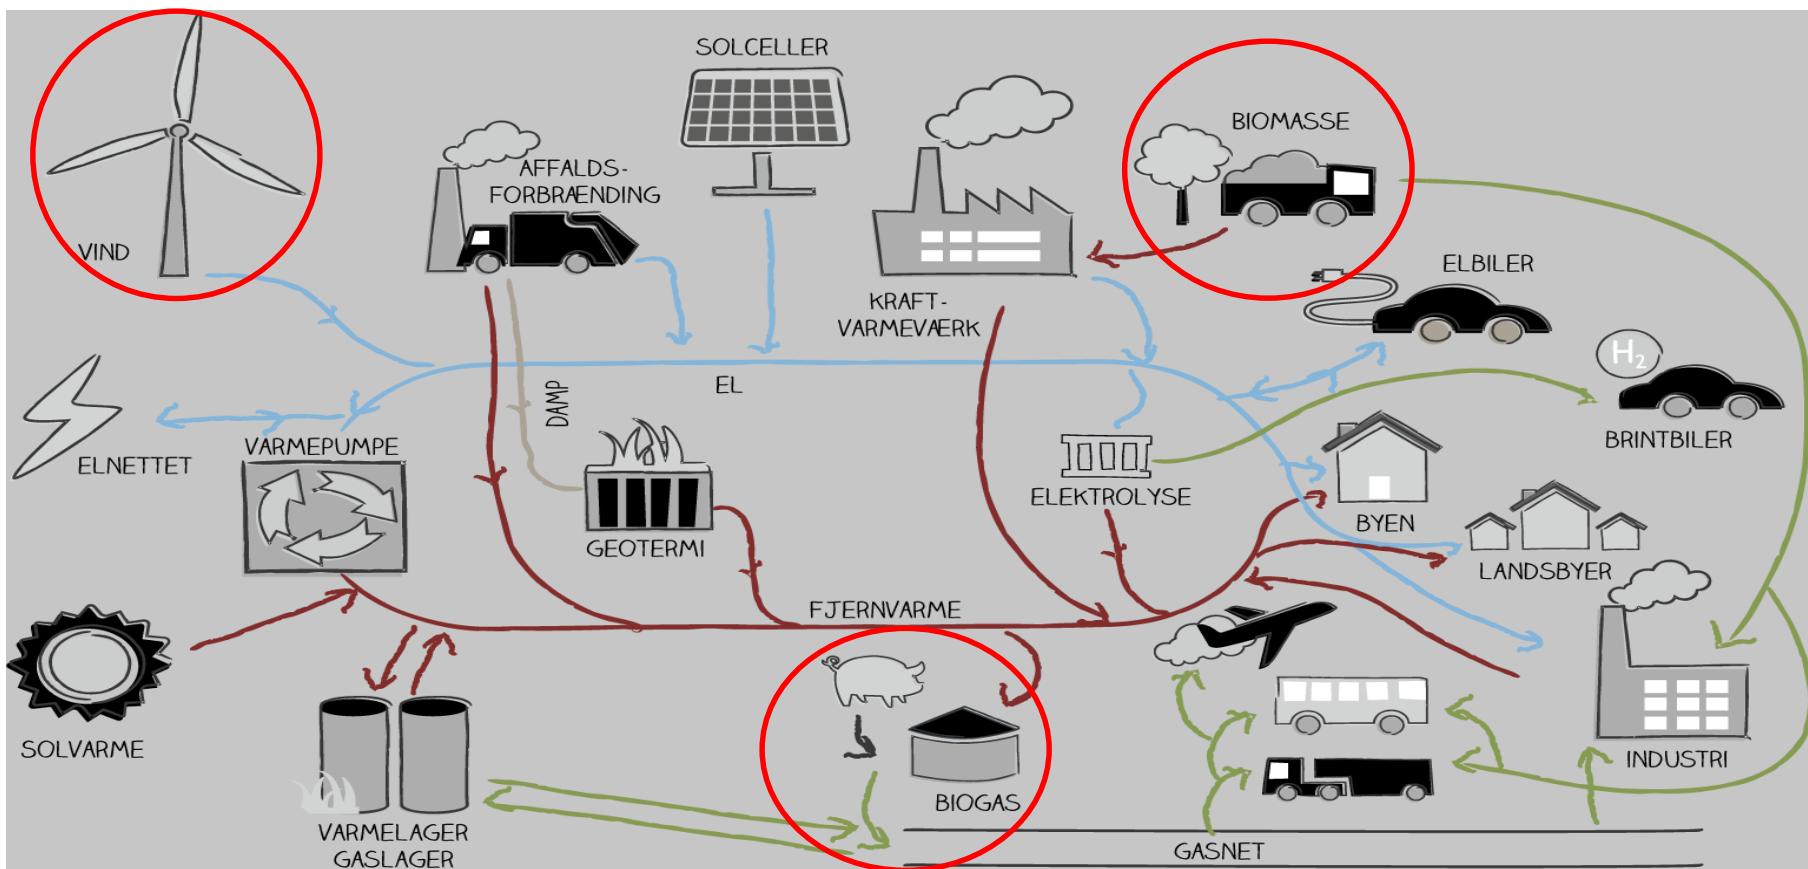 SOLCELLER
BIOMASSE
AFFALDS-
FORBRÆNDING
VIND
ELBILER
KRAFT-
VARMEVÆRK
H₂
EL
DAMP
BRINTBILER
VARMEPUMPE
ELNETTET
ELEKTROLYSE
BYEN
GEOTERMI
LANDSBYER
FJERNVARME
SOLVARME
INDUSTRI
BIOGAS
VARMELAGER
GASLAGER
GASNET